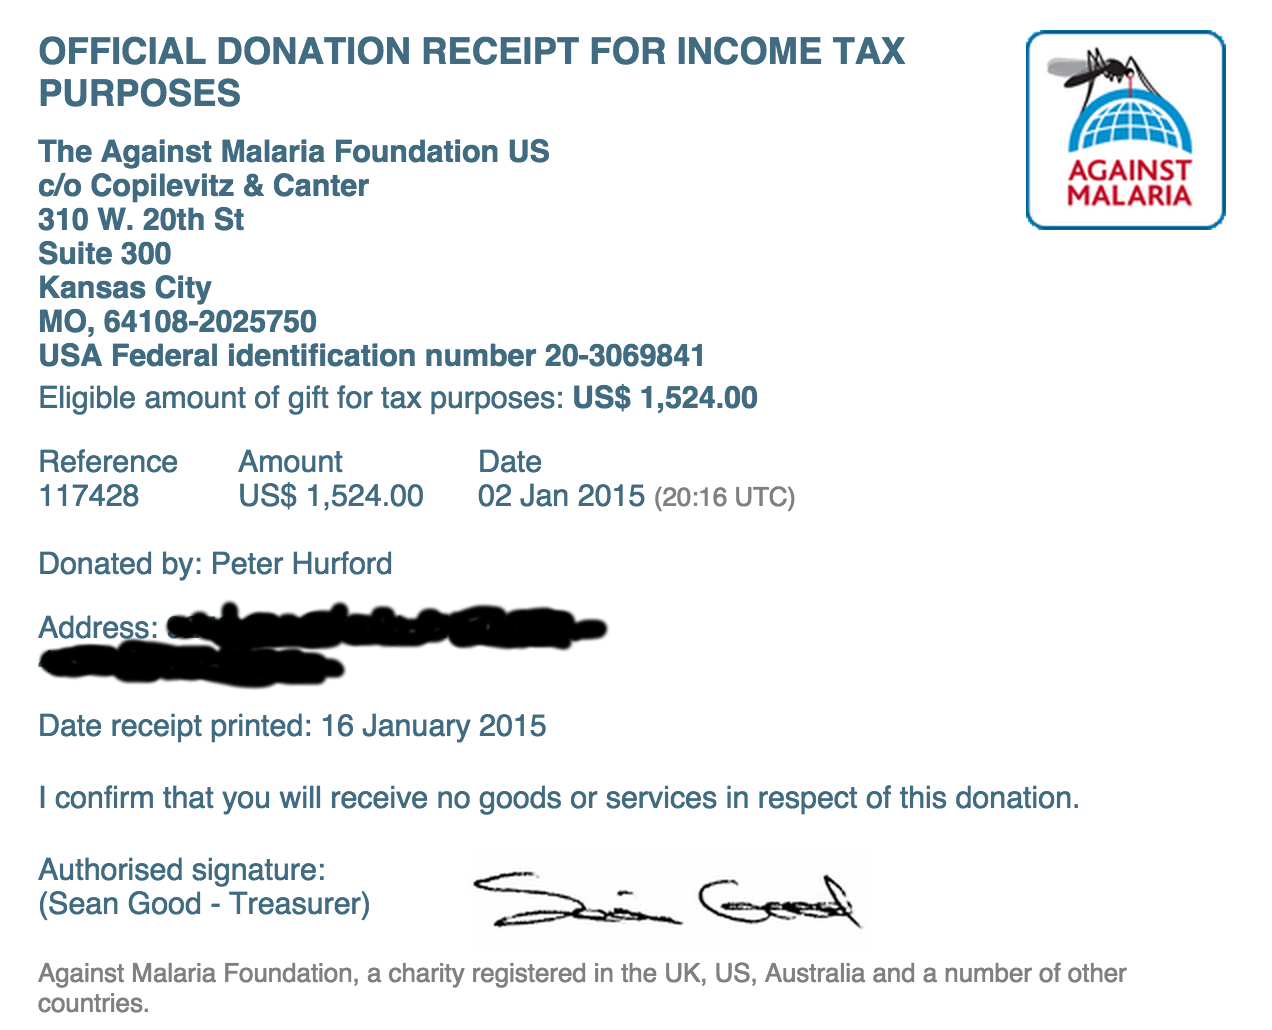 OFFICIAL DONATION RECEIPT FOR INCOME TAX
PURPOSES
AGAINST
MALARIA
The Against Malaria Foundation US
c/o Copilevitz & Canter
310 W. 20th St
Suite 300
Kansas City
MO, 64108-2025750
USA Federal identification number 20-3069841
Eligible amount of gift for tax purposes: US$ 1,524.00
Reference Amount Date
117428 US$ 1,524.00 02 Jan 2015 (20:16 UTC)
Donated by: Peter Hurford
Address:
Date receipt printed: 16 January 2015
I confirm that you will receive no goods or services in respect of this donation.
Authorised signature:
(Sean Good - Treasurer)
Against Malaria Foundation, a charity registered in the UK, US, Australia and a number of other
countries.